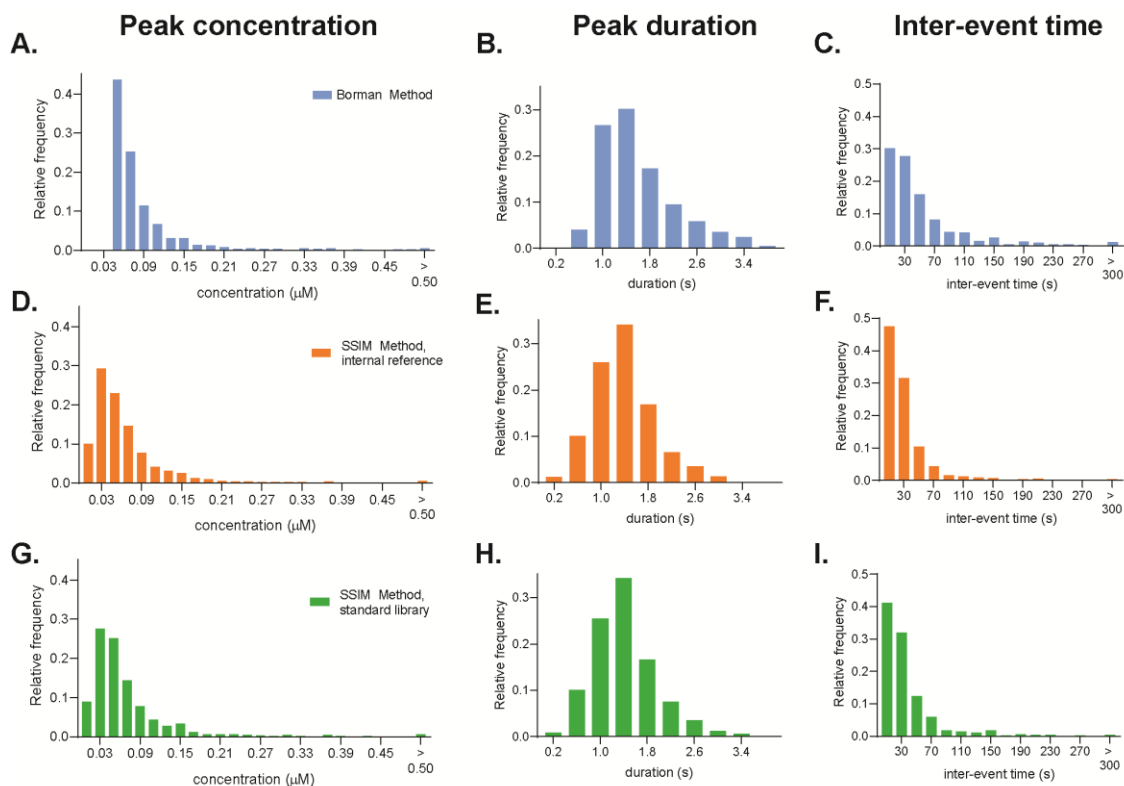 Peak concentration
Peak duration
Inter-event time
A.
Relative frequency
0.4
0.3
0.2
0.1
0.0
Borman Method
0.03 0.09 0.15 0.21 0.27 0.33 0.39 0.45 >
0.50
concentration (µM)
B.
Relative frequency
0.3
0.2
0.1
0.0
0.2 1.0 1.8 2.6 3.4
duration (s)
C.
Relative frequency
0.5
0.4
0.3
0.2
0.1
0.0
30 70 110 150 190 230 270 >
300
inter-event time (s)
D.
Relative frequency
0.4
0.3
0.2
0.1
0.0
SSIM Method,
internal reference
0.03 0.09 0.15 0.21 0.27 0.33 0.39 0.45 >
0.50
concentration (µM)
E.
Relative frequency
0.3
0.2
0.1
0.0
0.2 1.0 1.8 2.6 3.4
duration (s)
F.
Relative frequency
0.5
0.4
0.3
0.2
0.1
0.0
30 70 110 150 190 230 270 >
300
inter-event time (s)
G.
Relative frequency
0.4
0.3
0.2
0.1
0.0
SSIM Method,
standard library
0.03 0.09 0.15 0.21 0.27 0.33 0.39 0.45 >
0.50
concentration (µM)
H.
Relative frequency
0.3
0.2
0.1
0.0
0.2 1.0 1.8 2.6 3.4
duration (s)
I.
Relative frequency
0.5
0.4
0.3
0.2
0.1
0.0
30 70 110 150 190 230 270 >
300
inter-event time (s)